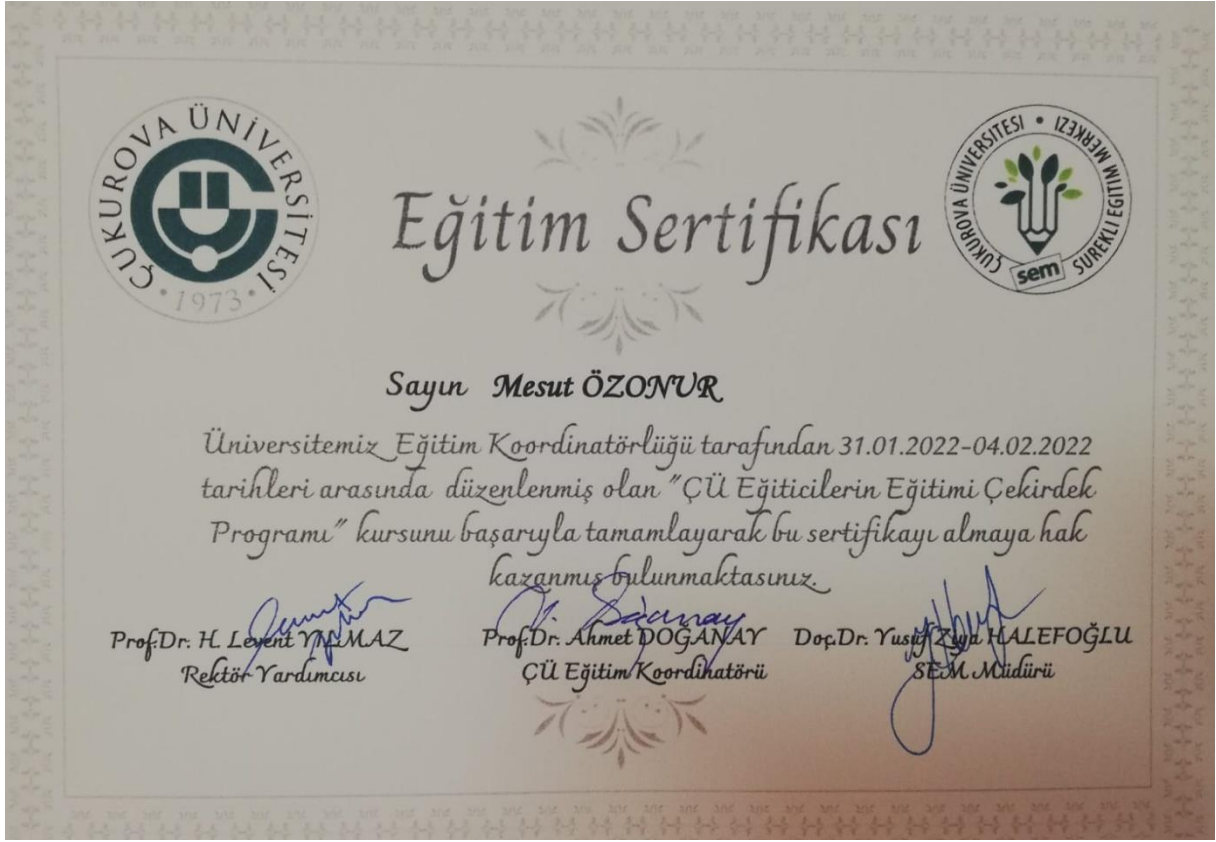 ÇUKUROVA ÜNİVERSİTESİ
•1973•
ÇUKUROVA ÜNİVERSİTESİ • SUREKLI EGITIM MERKEZI
sem
Eğitim Sertifikası
Sayın Mesut ÖZONUR
Üniversitemiz Eğitim Koordinatörlüğü tarafından 31.01.2022-04.02.2022
tarihleri arasında düzenlenmiş olan "ÇÜ Eğiticilerin Eğitimi Çekirdek
Programı" kursunu başarıyla tamamlayarak bu sertifikayı almaya hak
kazanmış bulunmaktasınız.
Prof.Dr. H. Levent YILMAZ Prof.Dr. Ahmet DOĞANAY Doç.Dr. Yusuf Ziya HALEFOĞLU
Rektör Yardımcısı ÇÜ Eğitim Koordinatörü SEM Müdürü